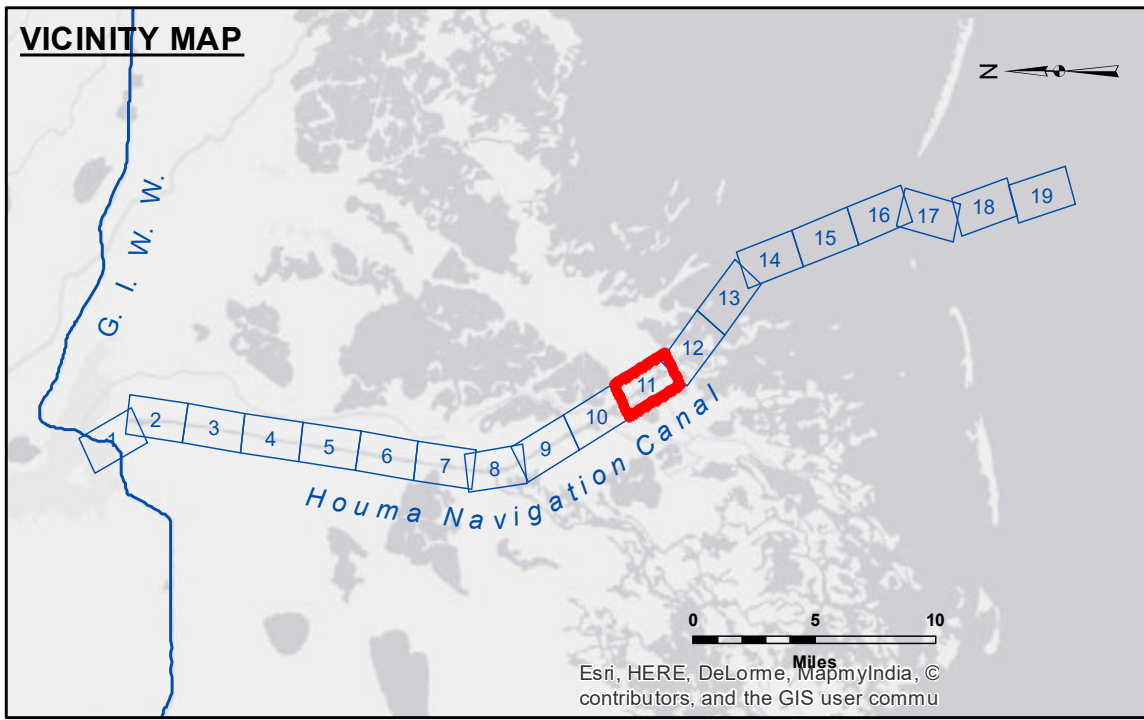 VICINITY MAP
N
G. I. W. W.
1
2
3
4
5
6
7
8
9
10
11
12
13
14
15
16
17
18
19
Houma Navigation Canal
0 5 10
Miles
Esri, HERE, DeLorme, MapmyIndia, ©
contributors, and the GIS user commu